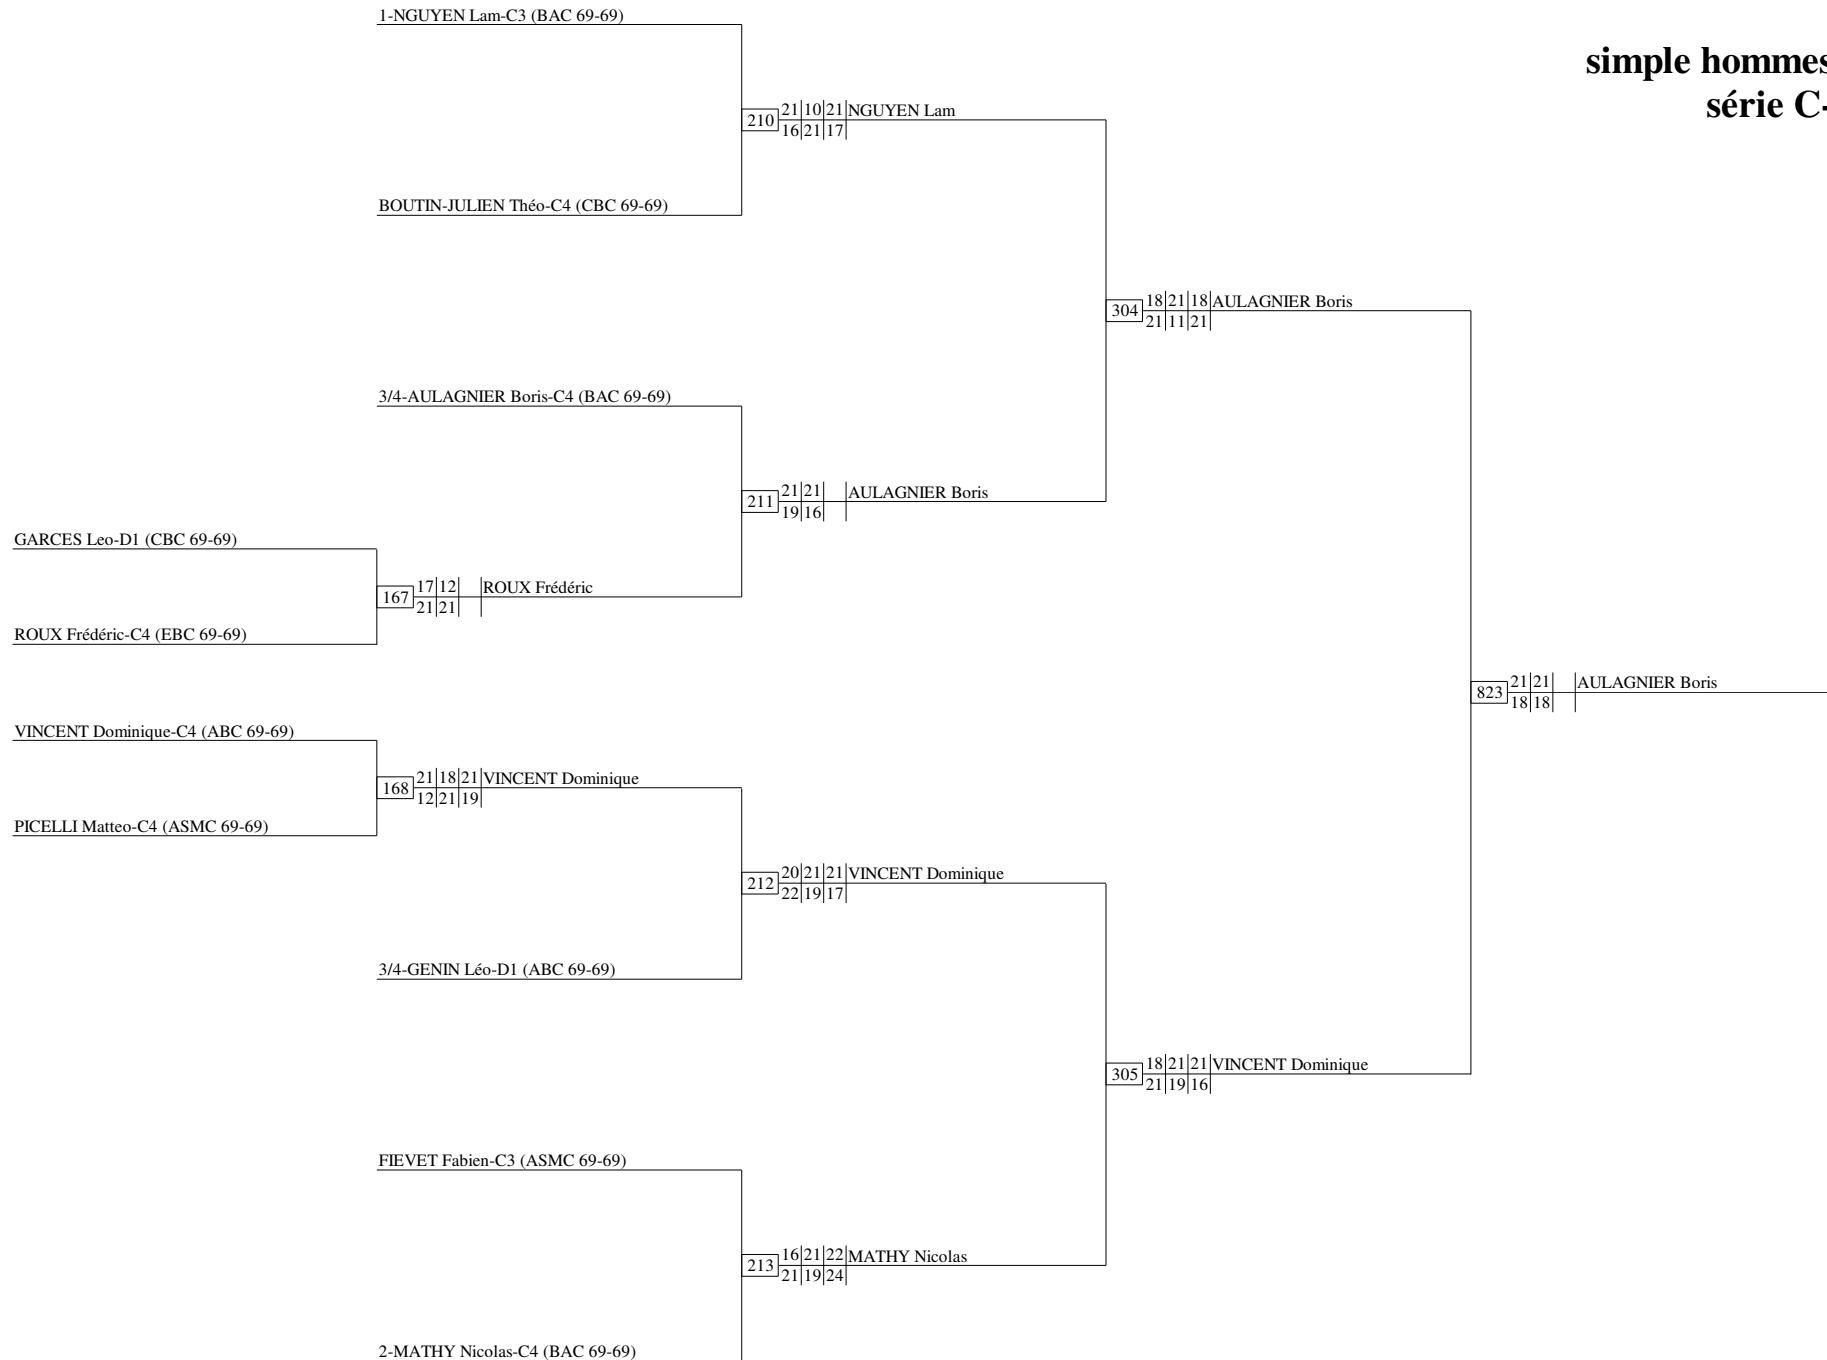 1-NGUYEN Lam-C3 (BAC 69-69)
simple hommes
série C-
210 21 10 21 NGUYEN Lam
16 21 17
BOUTIN-JULIEN Théo-C4 (CBC 69-69)
304 18 21 18 AULAGNIER Boris
21 11 21
3/4-AULAGNIER Boris-C4 (BAC 69-69)
211 21 21 AULAGNIER Boris
19 16
GARCES Leo-D1 (CBC 69-69)
167 17 12 ROUX Frédéric
21 21
ROUX Frédéric-C4 (EBC 69-69)
823 21 21 AULAGNIER Boris
18 18
VINCENT Dominique-C4 (ABC 69-69)
168 21 18 21 VINCENT Dominique
12 21 19
PICELLI Matteo-C4 (ASMC 69-69)
212 20 21 21 VINCENT Dominique
22 19 17
3/4-GENIN Léo-D1 (ABC 69-69)
305 18 21 21 VINCENT Dominique
21 19 16
FIEVET Fabien-C3 (ASMC 69-69)
213 16 21 22 MATHY Nicolas
21 19 24
2-MATHY Nicolas-C4 (BAC 69-69)